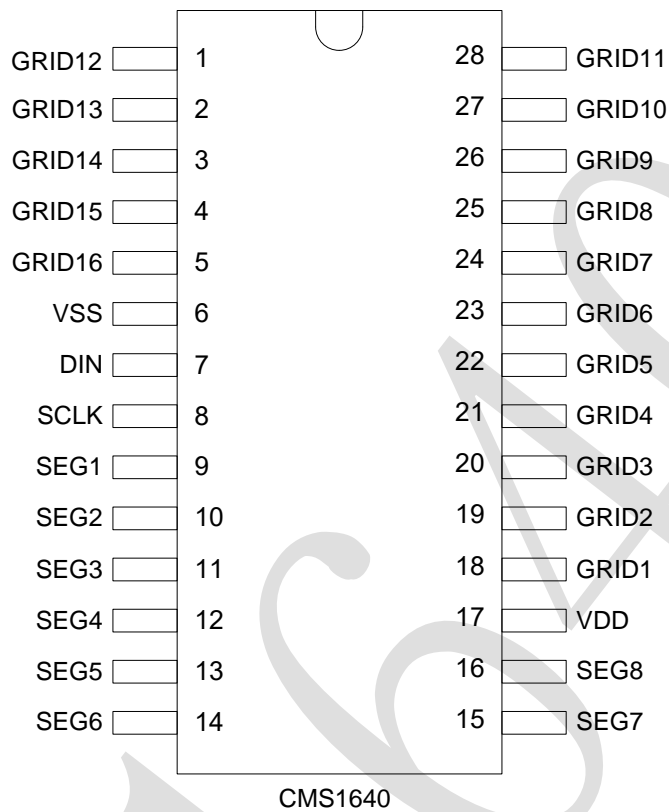 GRID12 1 28 GRID11
GRID13 2 27 GRID10
GRID14 3 26 GRID9
GRID15 4 25 GRID8
GRID16 5 24 GRID7
VSS 6 23 GRID6
DIN 7 22 GRID5
SCLK 8 21 GRID4
SEG1 9 20 GRID3
SEG2 10 19 GRID2
SEG3 11 18 GRID1
SEG4 12 17 VDD
SEG5 13 16 SEG8
SEG6 14 15 SEG7
CMS1640